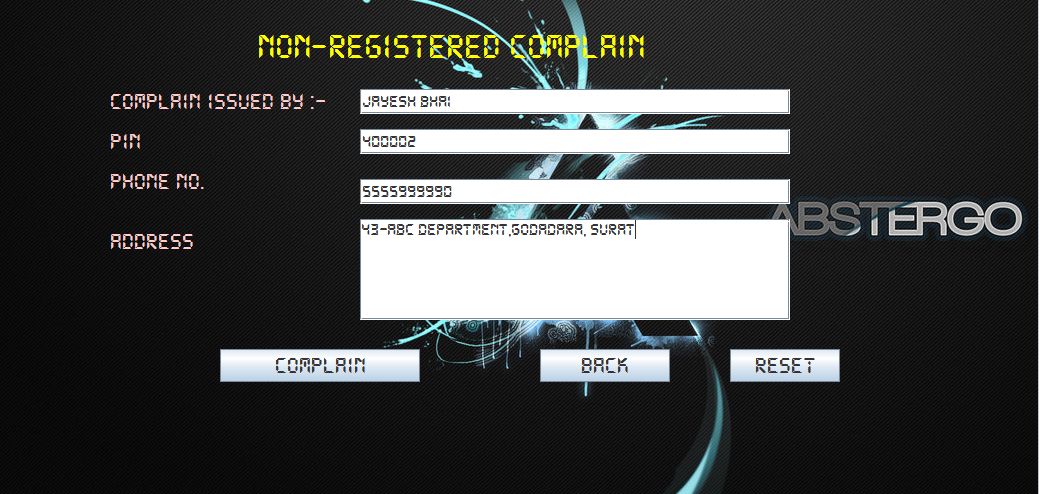 NON-REGISTERED COMPLAIN
COMPLAIN ISSUED BY :- JAYESH BHAI
PIN 400002
PHONE NO. 5555999990
ABSTERGO
ADDRESS 43-ABC DEPARTMENT,GODADARA, SURAT
COMPLAIN BACK RESET